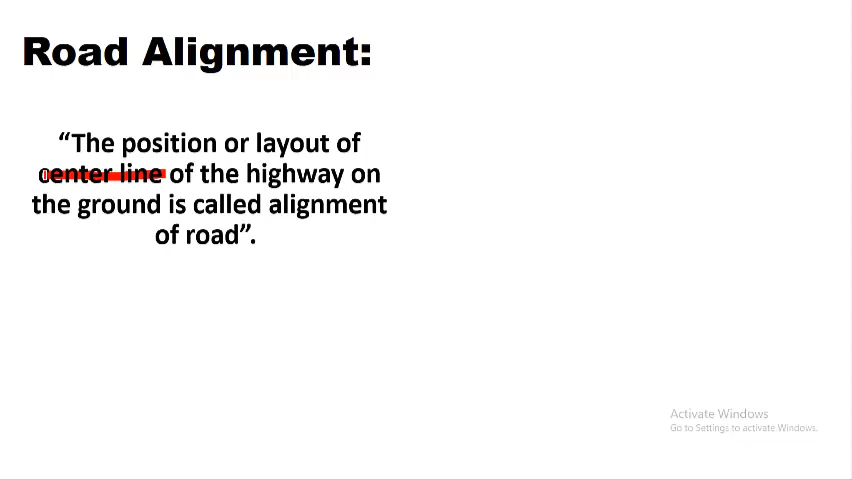 Road Alignment:
“The position or layout of
center line of the highway on
the ground is called alignment
of road”.
Activate Windows
Go to Settings to activate Windows.